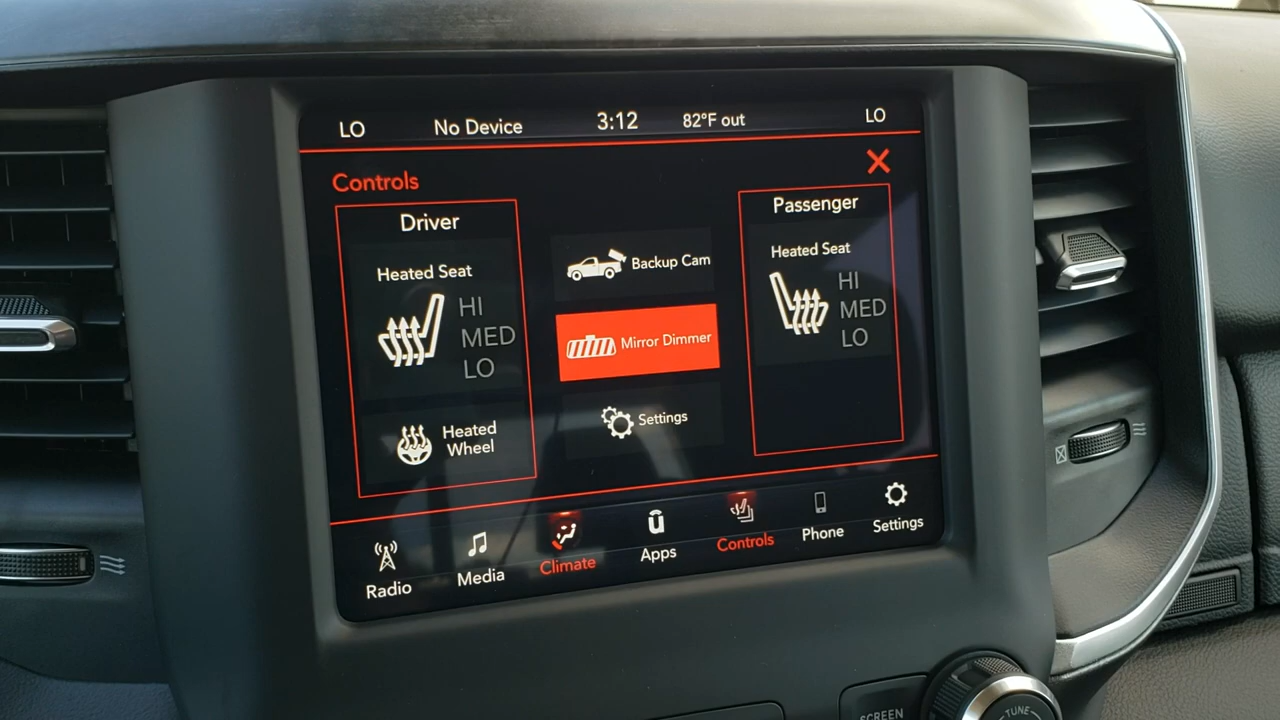 LO No Device 3:12 82°F out LO
Controls
Driver
Heated Seat
HI
MED
LO
Heated
Wheel
Backup Cam
Mirror Dimmer
Settings
Passenger
Heated Seat
HI
MED
LO
Radio Media Climate Apps Controls Phone Settings
SCREEN
TUNE